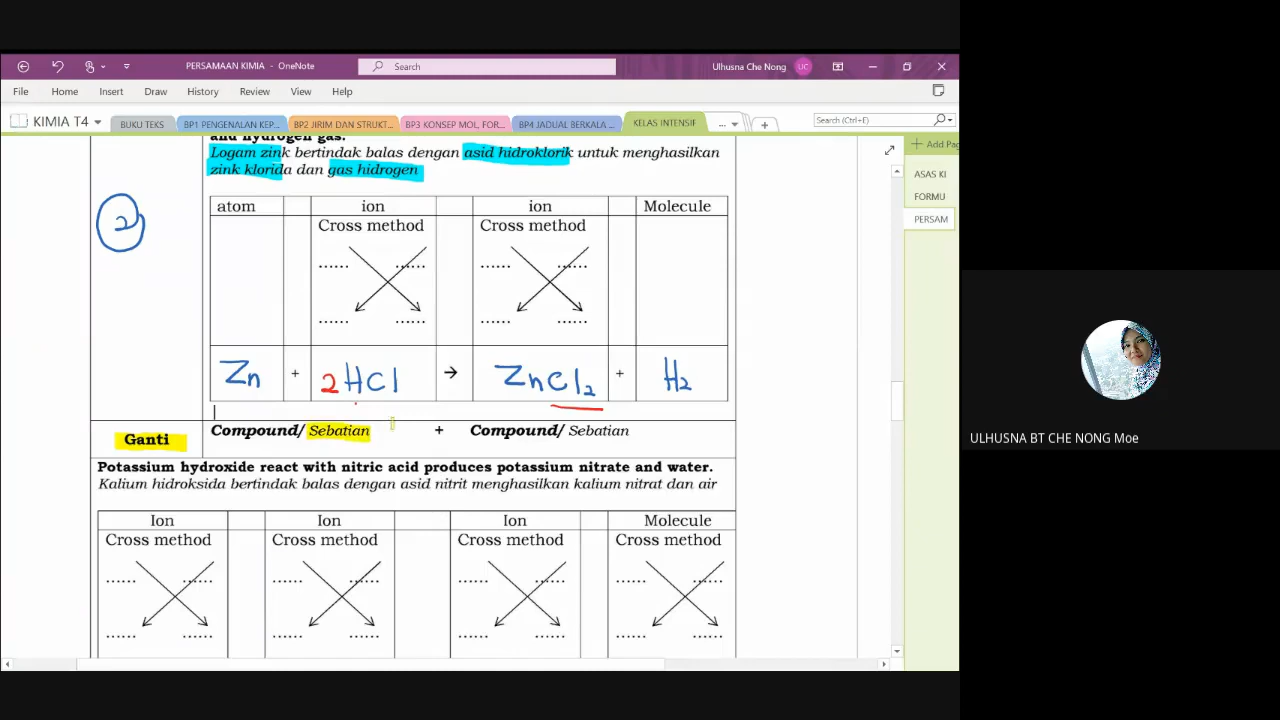 PERSAMAAN KIMIA - OneNote
Search
Ulhusna Che Nong
UC
File Home Insert Draw History Review View Help
KIMIA T4
BUKU TEKS
BP1 PENGENALAN KEP...
BP2 JIRIM DAN STRUKT...
BP3 KONSEP MOL, FOR...
BP4 JADUAL BERKALA ...
KELAS INTENSIF
...
Search (Ctrl+E)
Add Pag
ASAS KI
FORMU
PERSAM
and hydrogen gas.
Logam zink bertindak balas dengan asid hidroklorik untuk menghasilkan
zink klorida dan gas hidrogen
2
atom ion ion Molecule
Cross method Cross method
...... ...... ...... ......
...... ...... ...... ......
Zn + 2HCl → ZnCl₂ + H₂
Ganti Compound/ Sebatian + Compound/ Sebatian
Potassium hydroxide react with nitric acid produces potassium nitrate and water.
Kalium hidroksida bertindak balas dengan asid nitrit menghasilkan kalium nitrat dan air
Ion Ion Ion Molecule
Cross method Cross method Cross method Cross method
...... ...... ...... ...... ...... ...... ...... ......
...... ...... ...... ...... ...... ...... ...... ......
ULHUSNA BT CHE NONG Moe